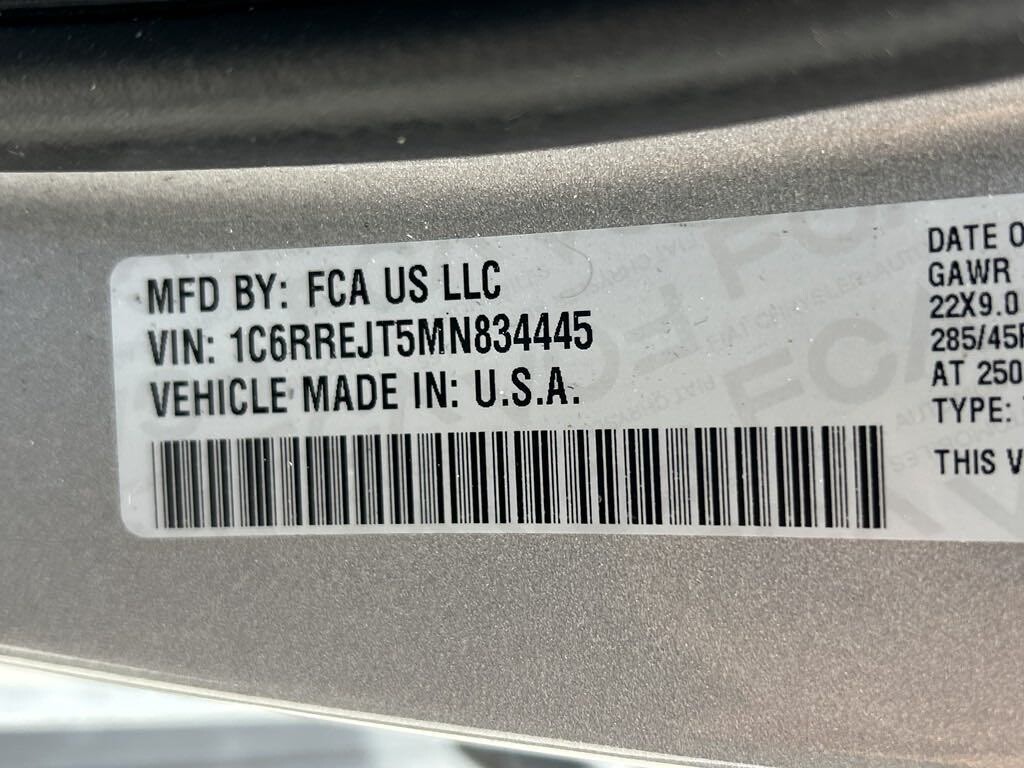 MFD BY: FCA US LLC
VIN: 1C6RREJT5MN834445
VEHICLE MADE IN: U.S.A.
DATE O
GAWR
22X9.0
285/45R
AT 250
TYPE:
THIS V